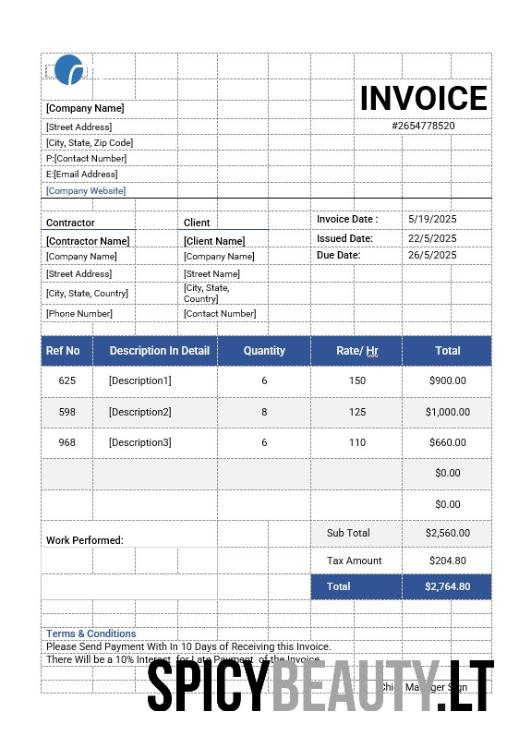 INVOICE
[Company Name]
#2654778520
[Street Address]
[City, State, Zip Code]
P:[Contact Number]
E:[Email Address]
[Company Website]
Contractor Client Invoice Date : 5/19/2025
[Contractor Name] [Client Name] Issued Date: 22/5/2025
[Company Name] [Company Name] Due Date: 26/5/2025
[Street Address] [Street Name]
[City, State, Country] [City, State,
Country]
[Phone Number] [Contact Number]
Ref No Description In Detail Quantity Rate/ Hr Total
625 [Description1] 6 150 $900.00
598 [Description2] 8 125 $1,000.00
968 [Description3] 6 110 $660.00
$0.00
$0.00
Sub Total $2,560.00
Work Performed:
Tax Amount $204.80
Total $2,764.80
Terms & Conditions
Please Send Payment With In 10 Days of Receiving this Invoice.
There Will be a 10% Interest for Late Payment of the Invoice
Chief Manager Sign
SPICYBEAUTY.LT